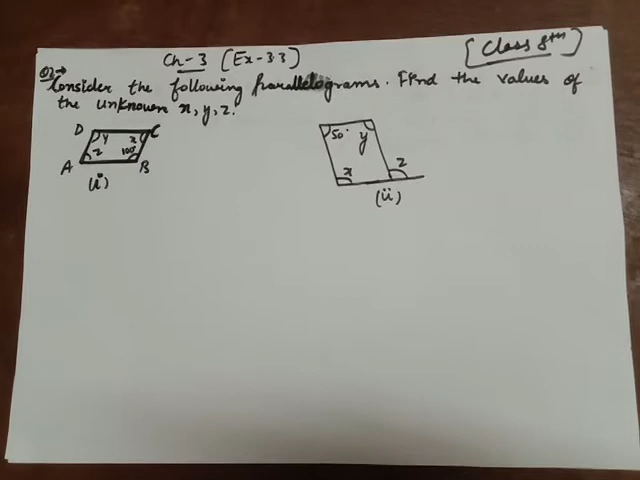 Ch-3 [Ex-3.3]
[Class 8th]
Q2→
Consider the following parallelograms. Find the values of
the unknown x, y, z.
D y x C
A z 100° B
(i)
50° y
x z
(ii)